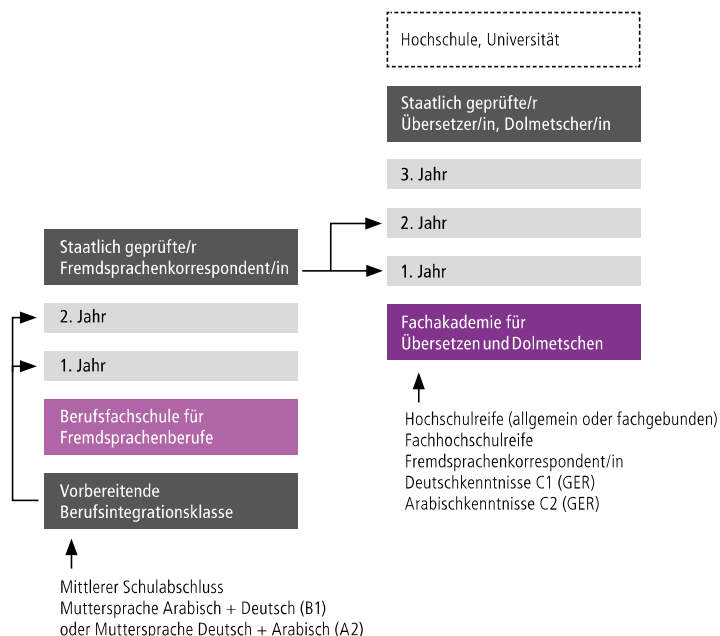 Hochschule, Universität
Staatlich geprüfte/r
Übersetzer/in, Dolmetscher/in
3. Jahr
2. Jahr
1. Jahr
Fachakademie für
Übersetzen und Dolmetschen
Hochschulreife (allgemein oder fachgebunden)
Fachhochschulreife
Fremdsprachenkorrespondent/in
Deutschkenntnisse C1 (GER)
Arabischkenntnisse C2 (GER)
Staatlich geprüfte/r
Fremdsprachenkorrespondent/in
2. Jahr
1. Jahr
Berufsfachschule für
Fremdsprachenberufe
Vorbereitende
Berufsintegrationsklasse
Mittlerer Schulabschluss
Muttersprache Arabisch + Deutsch (B1)
oder Muttersprache Deutsch + Arabisch (A2)